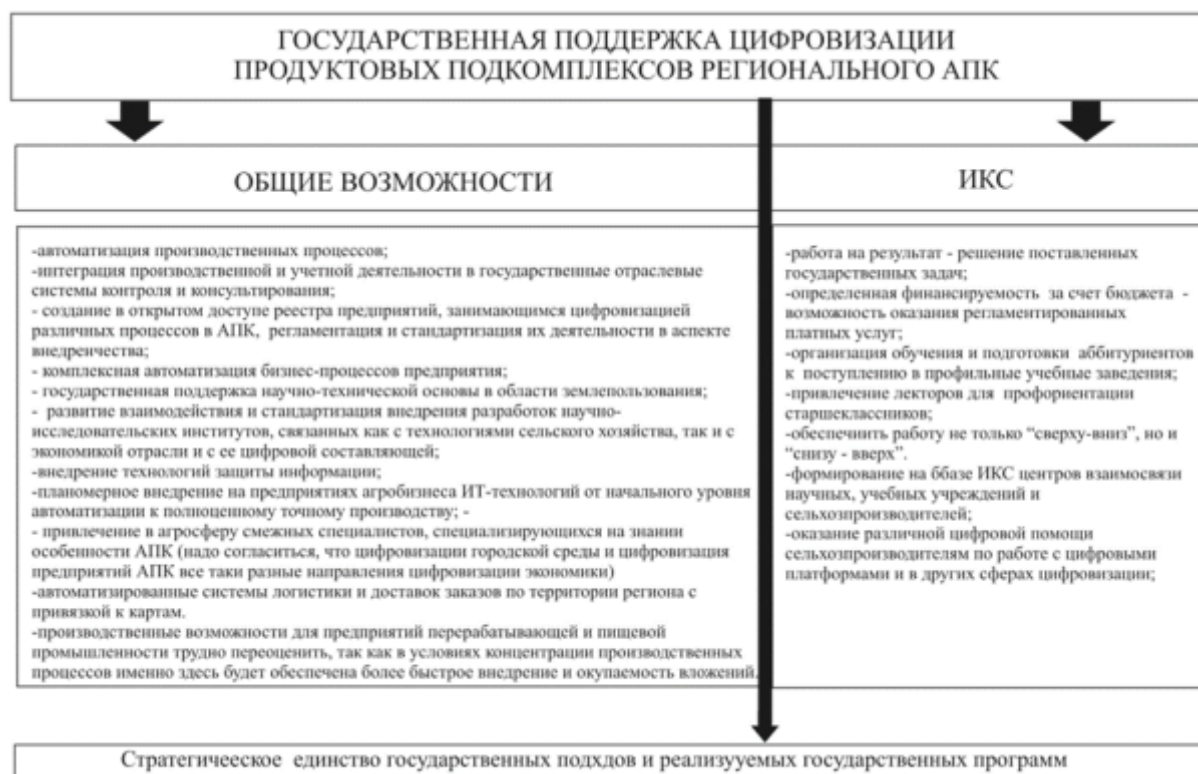 ГОСУДАРСТВЕННАЯ ПОДДЕРЖКА ЦИФРОВИЗАЦИИ
ПРОДУКТОВЫХ ПОДКОМПЛЕКСОВ РЕГИОНАЛЬНОГО АПК
ОБЩИЕ ВОЗМОЖНОСТИ
-автоматизация производственных процессов;
-интеграция производственной и учетной деятельности в государственные отраслевые
системы контроля и консультирования;
- создание в открытом доступе реестра предприятий, занимающимся цифровизацией
различных процессов в АПК, регламентация и стандартизация их деятельности в аспекте
внедренчества;
- комплексная автоматизация бизнес-процессов предприятия;
- государственная поддержка научно-технической основы в области землепользования;
- развитие взаимодействия и стандартизация внедрения разработок научно-
исследовательских институтов, связанных как с технологиями сельского хозяйства, так и с
экономикой отрасли и с ее цифровой составляющей;
-внедрение технологий защиты информации;
-планомерное внедрение на предприятиях агробизнеса ИТ-технологий от начального уровня
автоматизации к полноценному точному производству; -
- привлечение в агросферу смежных специалистов, специализирующихся на знании
особенности АПК (надо согласиться, что цифровизации городской среды и цифровизация
предприятий АПК все таки разные направления цифровизации экономики)
-автоматизированные системы логистики и доставок заказов по территории региона с
привязкой к картам.
-производственные возможности для предприятий перерабатывающей и пищевой
промышленности трудно переоценить, так как в условиях концентрации производственных
процессов именно здесь будет обеспечена более быстрое внедрение и окупаемость вложений.
ИКС
-работа на результат - решение поставленных
государственных задач;
-определенная финансируемость за счет бюджета -
возможность оказания регламентированных
платных услуг;
-организация обучения и подготовки аббитуриентов
к поступлению в профильные учебные заведения;
-привлечение лекторов для профориентации
старшеклассников;
-обеспечниить работу не только “сверху-вниз”, но и
“снизу - вверх”.
-формирование на ббазе ИКС центров взаимосвязи
научных, учебных учреждений и
сельхозпроизводителей;
-оказание различной цифровой помощи
сельхозпроизводителям по работе с цифровыми
платформами и в других сферах цифровизации;
Стратегичееское единство государственных подхдов и реализууемых государственных программ